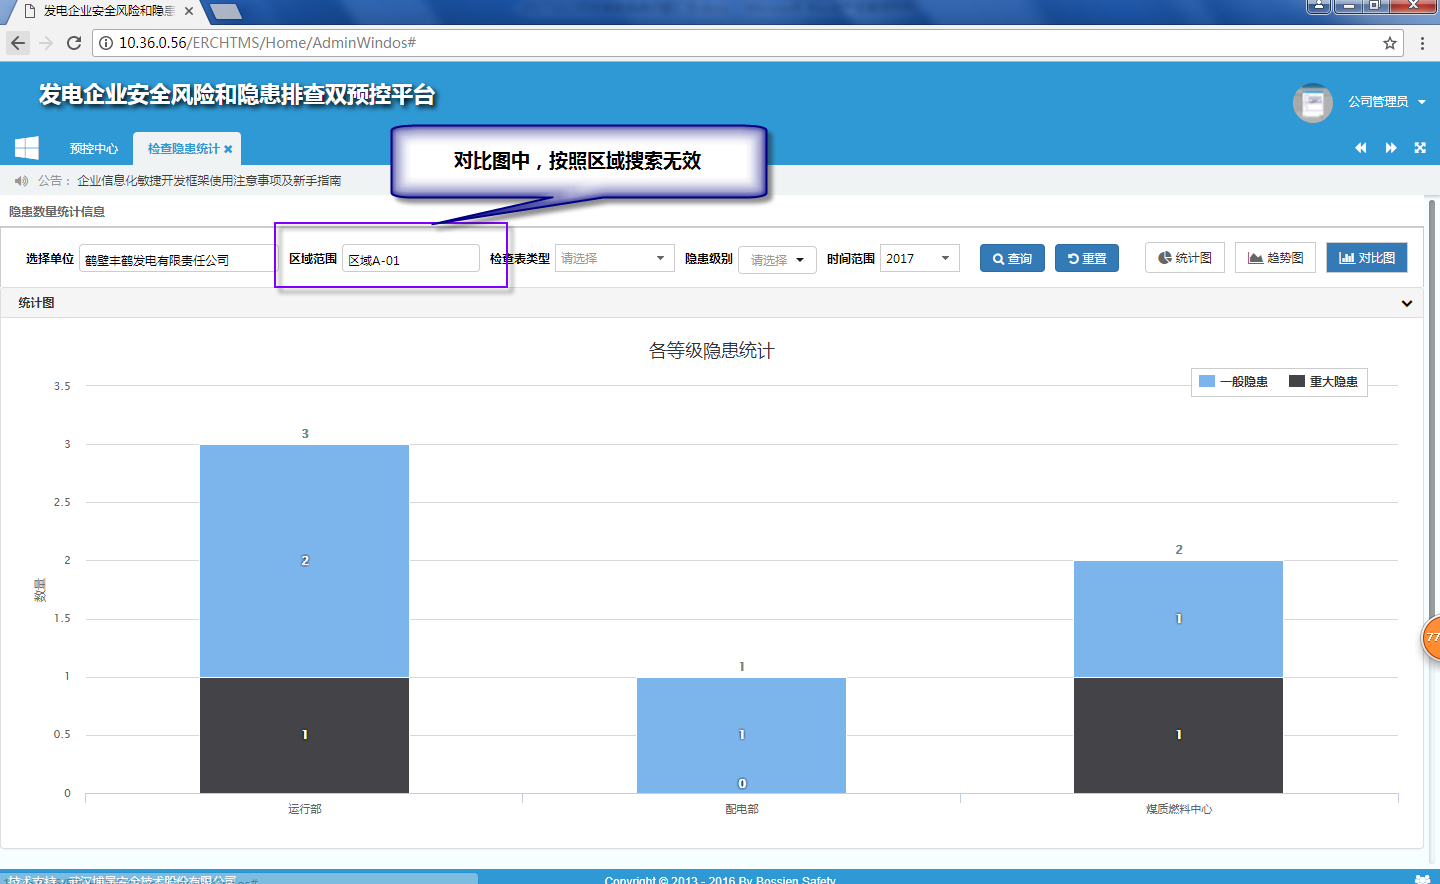 发电企业安全风险和隐患
10.36.0.56/ERCHTMS/Home/AdminWindos#
发电企业安全风险和隐患排查双预控平台
公司管理员
预控中心
检查隐患统计
对比图中，按照区域搜索无效
公告： 企业信息化敏捷开发框架使用注意事项及新手指南
隐患数量统计信息
选择单位 鹤壁丰鹤发电有限责任公司 区域范围 区域A-01 检查表类型 请选择 隐患级别 请选择 时间范围 2017 查询 重置 统计图 趋势图 对比图
统计图
各等级隐患统计
一般隐患 重大隐患
3.5
3
2.5
2
1.5
1
0.5
0
数量
3
2
1
1
1
0
2
1
1
运行部 配电部 煤质燃料中心
77
技术支持：武汉博晟安全技术股份有限公司
Copyright © 2013 - 2016 By Bossien Safety